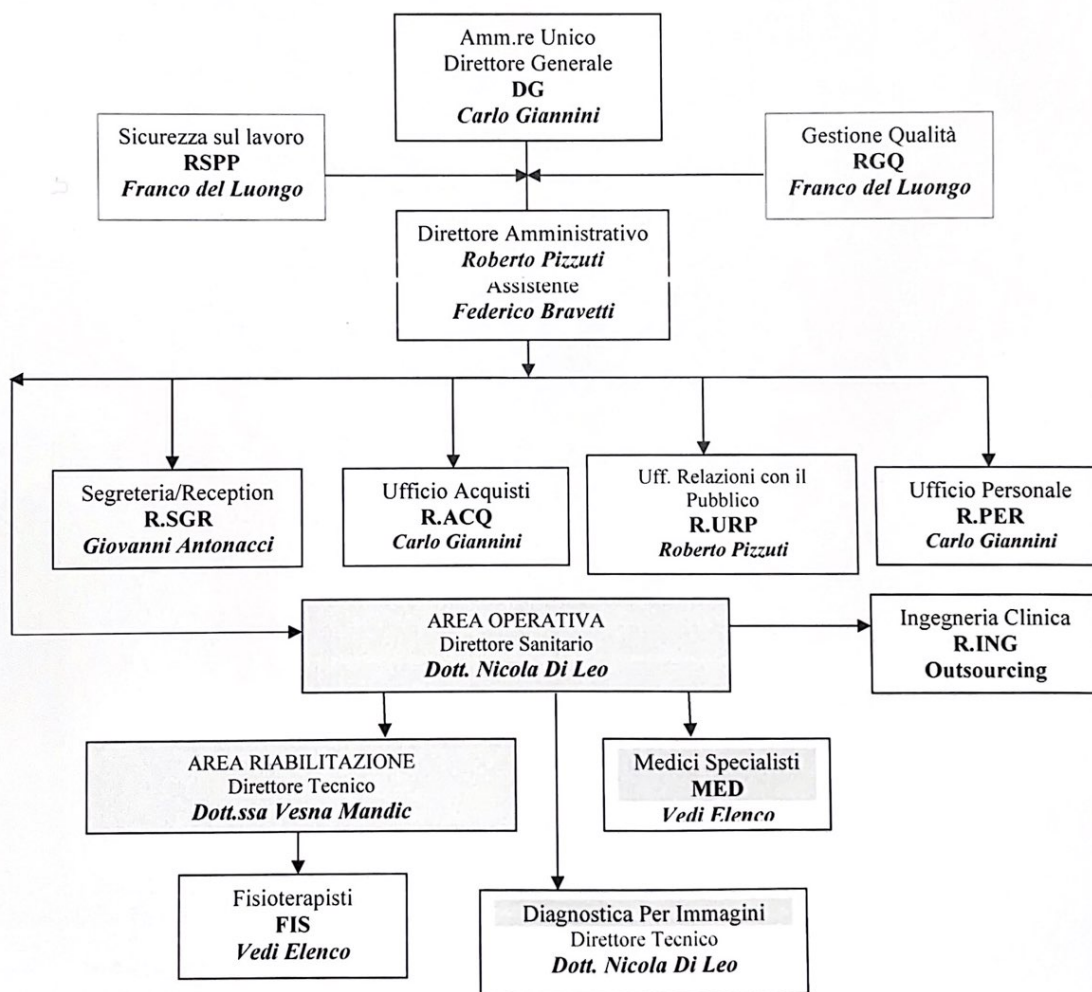 Amm.re Unico
Direttore Generale
DG
Carlo Giannini
Sicurezza sul lavoro
RSPP
Franco del Luongo
Gestione Qualità
RGQ
Franco del Luongo
Direttore Amministrativo
Roberto Pizzuti
Assistente
Federico Bravetti
Segreteria/Reception
R.SGR
Giovanni Antonacci
Ufficio Acquisti
R.ACQ
Carlo Giannini
Uff. Relazioni con il
Pubblico
R.URP
Roberto Pizzuti
Ufficio Personale
R.PER
Carlo Giannini
AREA OPERATIVA
Direttore Sanitario
Dott. Nicola Di Leo
Ingegneria Clinica
R.ING
Outsourcing
AREA RIABILITAZIONE
Direttore Tecnico
Dott.ssa Vesna Mandic
Medici Specialisti
MED
Vedi Elenco
Fisioterapisti
FIS
Vedi Elenco
Diagnostica Per Immagini
Direttore Tecnico
Dott. Nicola Di Leo